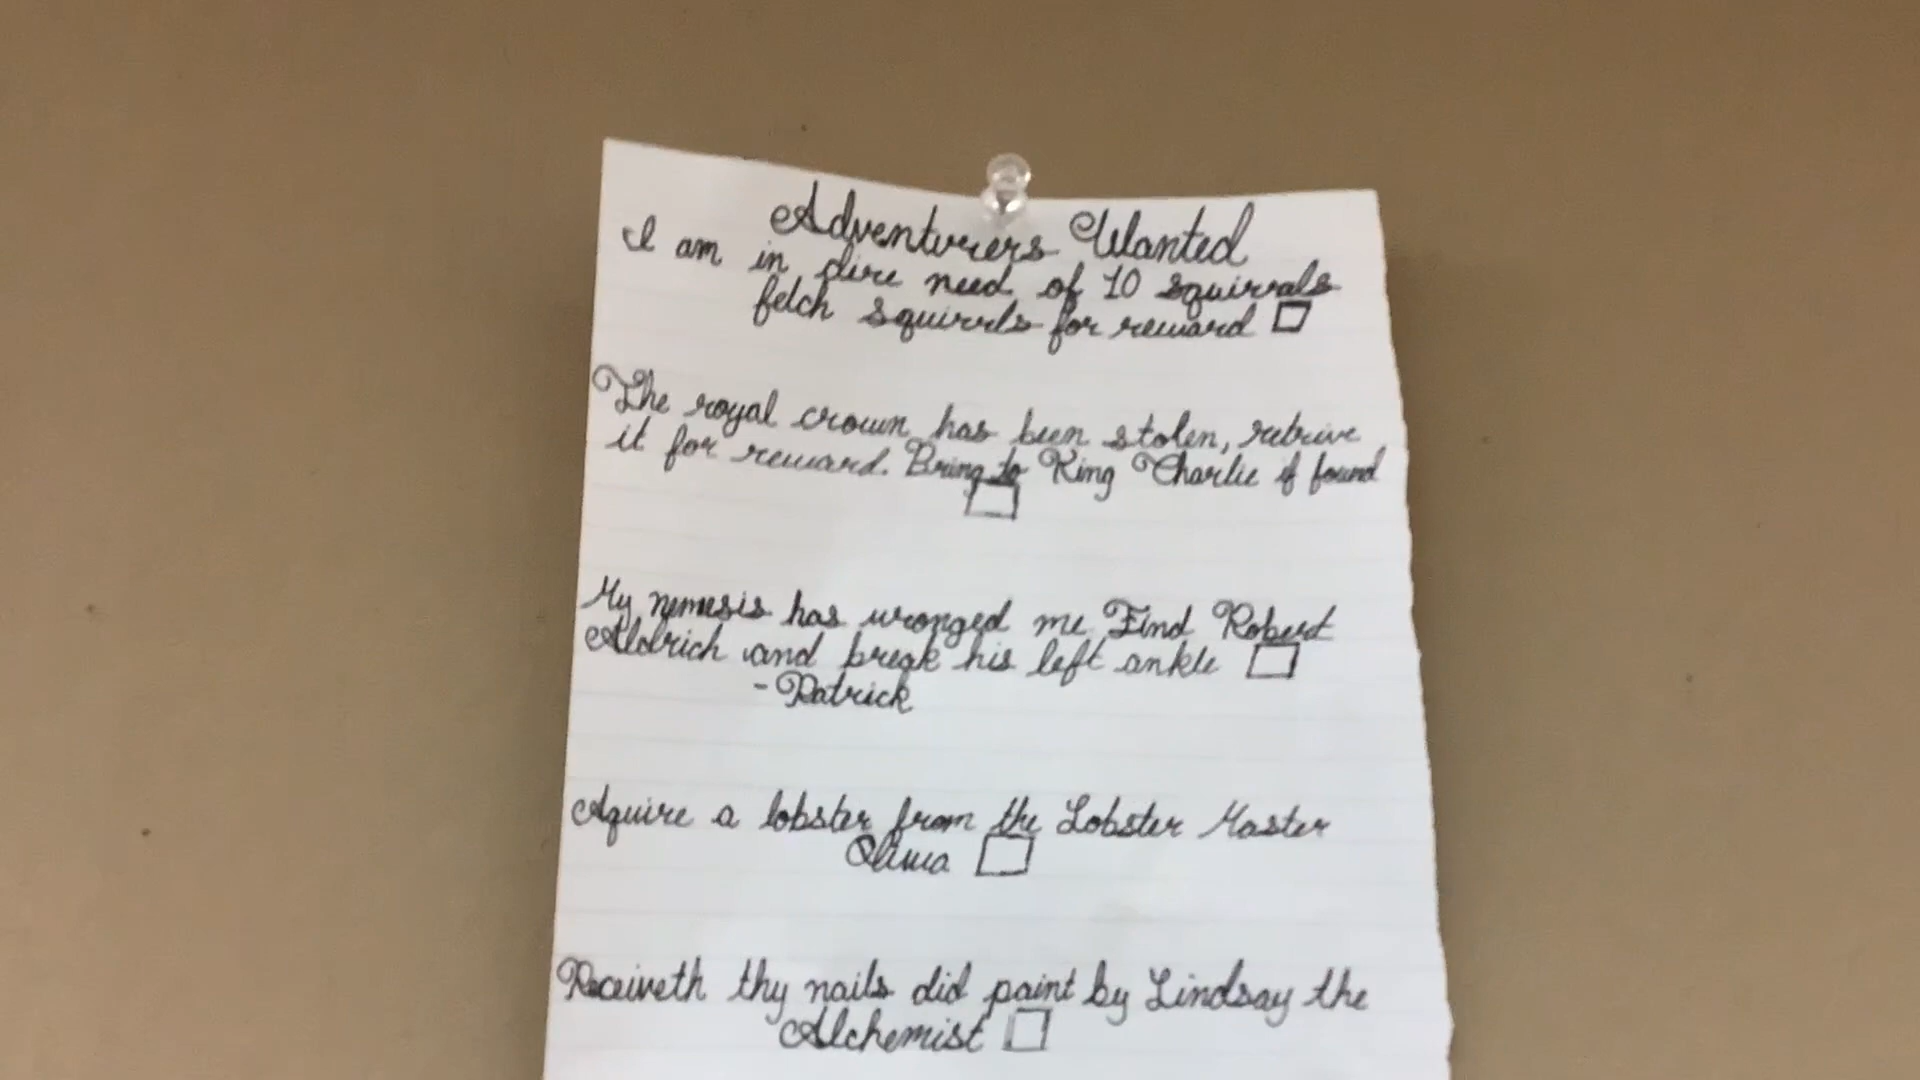 Adventurers Wanted
I am in dire need of 10 squirrals
fetch squirrls for reward
The royal crown has been stolen, retrive
it for reward. Bring to King Charlie if found
My nemesis has wronged me Find Robert
Aldrich and break his left ankle
- Patrick
Aquire a lobster from the Lobster Master
Olivia
Receiveth thy nails did paint by Lindsay the
Alchemist